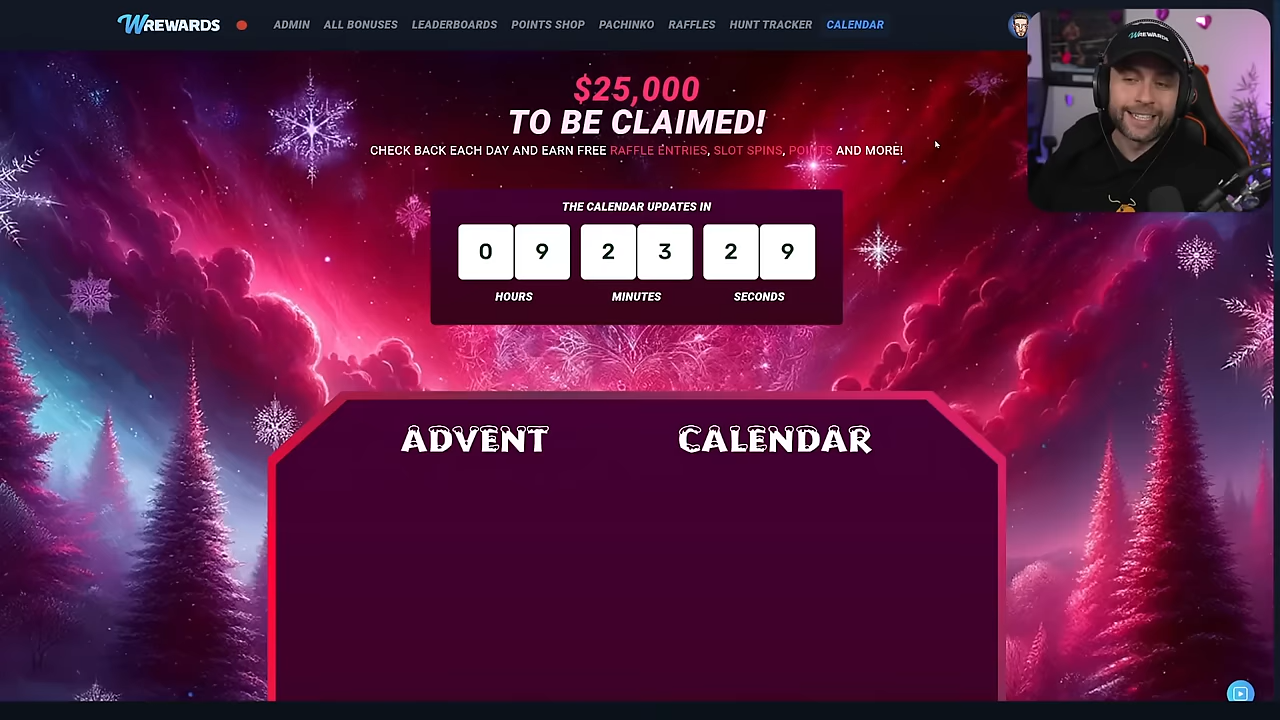 WREWARDS
ADMIN ALL BONUSES LEADERBOARDS POINTS SHOP PACHINKO RAFFLES HUNT TRACKER CALENDAR
WREWARDS
$25,000
TO BE CLAIMED!
CHECK BACK EACH DAY AND EARN FREE RAFFLE ENTRIES, SLOT SPINS, POINTS AND MORE!
THE CALENDAR UPDATES IN
0 9 2 3 2 9
HOURS MINUTES SECONDS
ADVENT CALENDAR